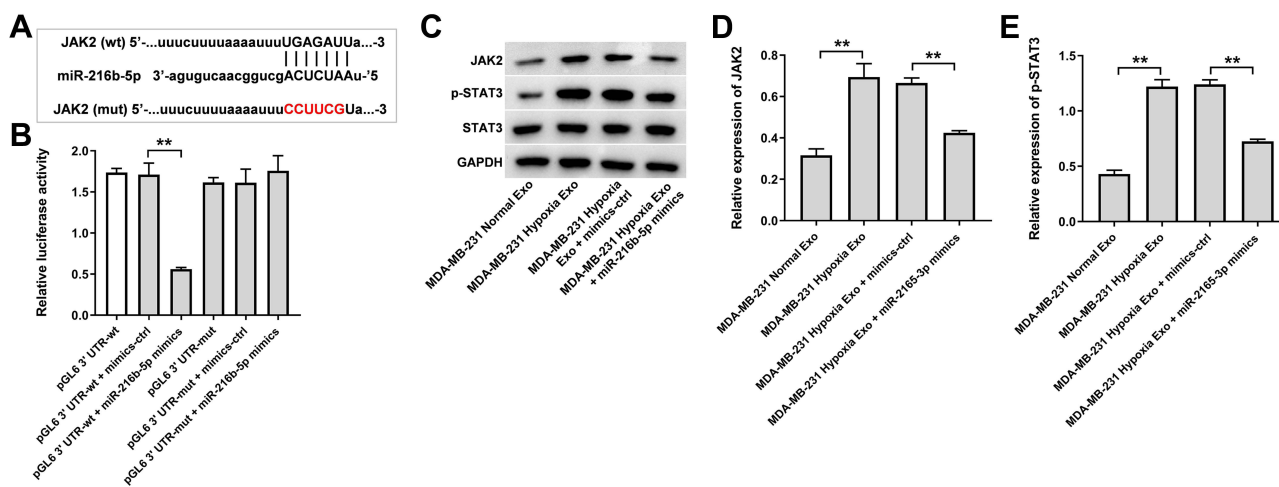 A
JAK2 (wt) 5'-...uuucuuuuaaaauuuUGAGAUUa...-3
miR-216b-5p 3'-agugucaacggucgACUCUAAu-'5
JAK2 (mut) 5'-...uuucuuuuaaaauuuCCUUCGUa...-3
B
Relative luciferase activity
2.0
1.5
1.0
0.5
0.0
**
pGL6 3' UTR-wt
pGL6 3' UTR-wt + mimics-ctrl
pGL6 3' UTR-wt + miR-216b-5p mimics
pGL6 3' UTR-mut
pGL6 3' UTR-mut + mimics-ctrl
pGL6 3' UTR-mut + miR-216b-5p mimics
C
JAK2
p-STAT3
STAT3
GAPDH
MDA-MB-231 Normal Exo
MDA-MB-231 Hypoxia Exo
MDA-MB-231 Hypoxia
Exo + mimics-ctrl
MDA-MB-231 Hypoxia Exo
+ miR-216b-5p mimics
D
Relative expression of JAK2
0.8
0.6
0.4
0.2
0.0
**
**
MDA-MB-231 Normal Exo
MDA-MB-231 Hypoxia Exo
MDA-MB-231 Hypoxia Exo + mimics-ctrl
MDA-MB-231 Hypoxia Exo + miR-2165-3p mimics
E
Relative expression of p-STAT3
1.5
1.0
0.5
0.0
**
**
MDA-MB-231 Normal Exo
MDA-MB-231 Hypoxia Exo
MDA-MB-231 Hypoxia Exo + mimics-ctrl
MDA-MB-231 Hypoxia Exo + miR-2165-3p mimics